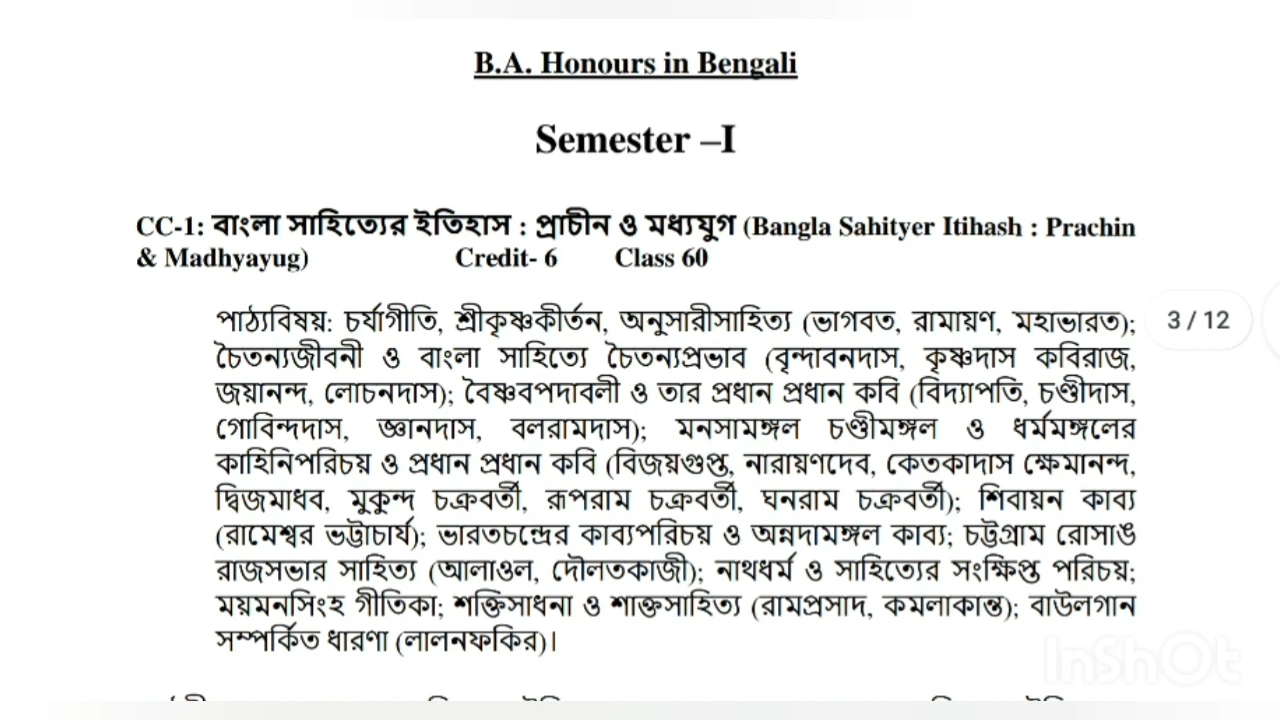 B.A. Honours in Bengali
Semester –I
CC-1: বাংলা সাহিত্যের ইতিহাস : প্রাচীন ও মধ্যযুগ (Bangla Sahityer Itihash : Prachin
& Madhyayug) Credit- 6 Class 60
পাঠ্যবিষয়: চর্যাগীতি, শ্রীকৃষ্ণকীর্তন, অনুসারীসাহিত্য (ভাগবত, রামায়ণ, মহাভারত);
3 / 12
চৈতন্যজীবনী ও বাংলা সাহিত্যে চৈতন্যপ্রভাব (বৃন্দাবনদাস, কৃষ্ণদাস কবিরাজ,
জয়ানন্দ, লোচনদাস); বৈষ্ণবপদাবলী ও তার প্রধান প্রধান কবি (বিদ্যাপতি, চণ্ডীদাস,
গোবিন্দদাস, জ্ঞানদাস, বলরামদাস); মনসামঙ্গল চণ্ডীমঙ্গল ও ধর্মমঙ্গলের
কাহিনিপরিচয় ও প্রধান প্রধান কবি (বিজয়গুপ্ত, নারায়ণদেব, কেতকাদাস ক্ষেমানন্দ,
দ্বিজমাধব, মুকুন্দ চক্রবর্তী, রূপরাম চক্রবর্তী, ঘনরাম চক্রবর্তী); শিবায়ন কাব্য
(রামেশ্বর ভট্টাচার্য); ভারতচন্দ্রের কাব্যপরিচয় ও অন্নদামঙ্গল কাব্য; চট্টগ্রাম রোসাঙ
রাজসভার সাহিত্য (আলাওল, দৌলতকাজী); নাথধর্ম ও সাহিত্যের সংক্ষিপ্ত পরিচয়;
ময়মনসিংহ গীতিকা; শক্তিসাধনা ও শাক্তসাহিত্য (রামপ্রসাদ, কমলাকান্ত); বাউলগান
সম্পর্কিত ধারণা (লালনফকির)।
InShOt